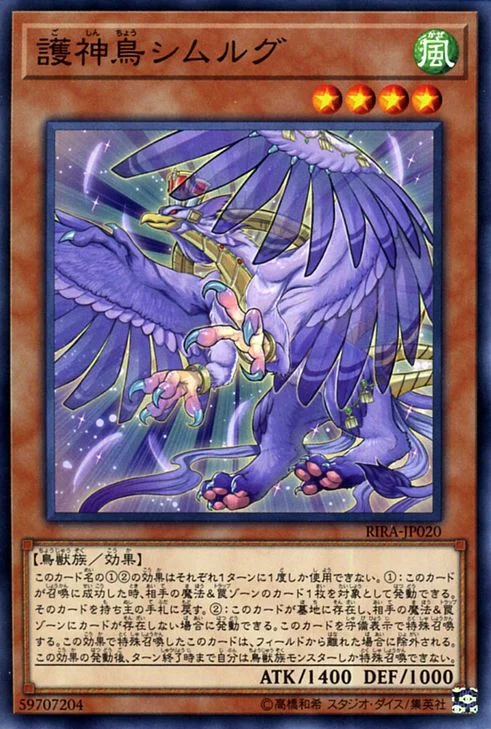 護神鳥シムルグ
風
RIRA-JP020
【鳥獣族/効果】
このカード名の①②の効果はそれぞれ1ターンに1度しか使用できない。①:このカード
が召喚に成功した時、相手の魔法&罠ゾーンのカード1枚を対象として発動できる。
そのカードを持ち主の手札に戻す。②:このカードが墓地に存在し、相手の魔法&罠
ゾーンにカードが存在しない場合に発動できる。このカードを守備表示で特殊召喚
する。この効果で特殊召喚したこのカードは、フィールドから離れた場合に除外される。
この効果の発動後、ターン終了時まで自分は鳥獣族モンスターしか特殊召喚できない。
ATK/1400 DEF/1000
59707204
©高橋和希 スタジオ・ダイス/集英社